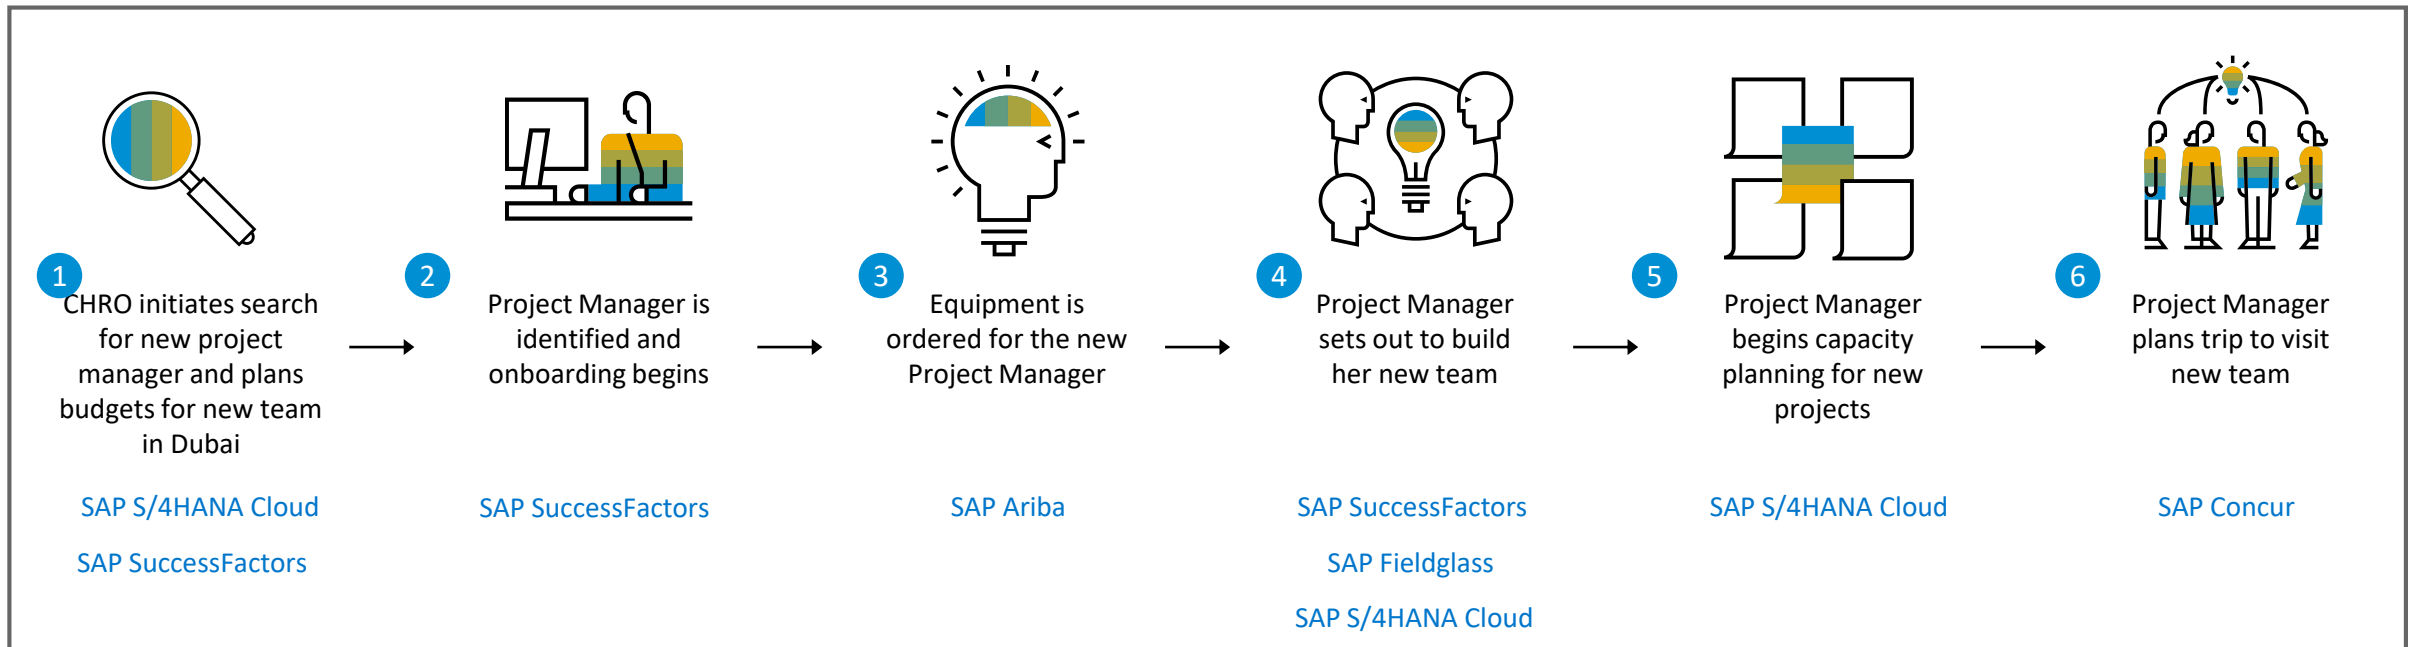 1
CHRO initiates search
for new project
manager and plans
budgets for new team
in Dubai
SAP S/4HANA Cloud
SAP SuccessFactors
2
Project Manager is
identified and
onboarding begins
SAP SuccessFactors
3
Equipment is
ordered for the new
Project Manager
SAP Ariba
4
Project Manager
sets out to build
her new team
SAP SuccessFactors
SAP Fieldglass
SAP S/4HANA Cloud
5
Project Manager
begins capacity
planning for new
projects
SAP S/4HANA Cloud
6
Project Manager
plans trip to visit
new team
SAP Concur